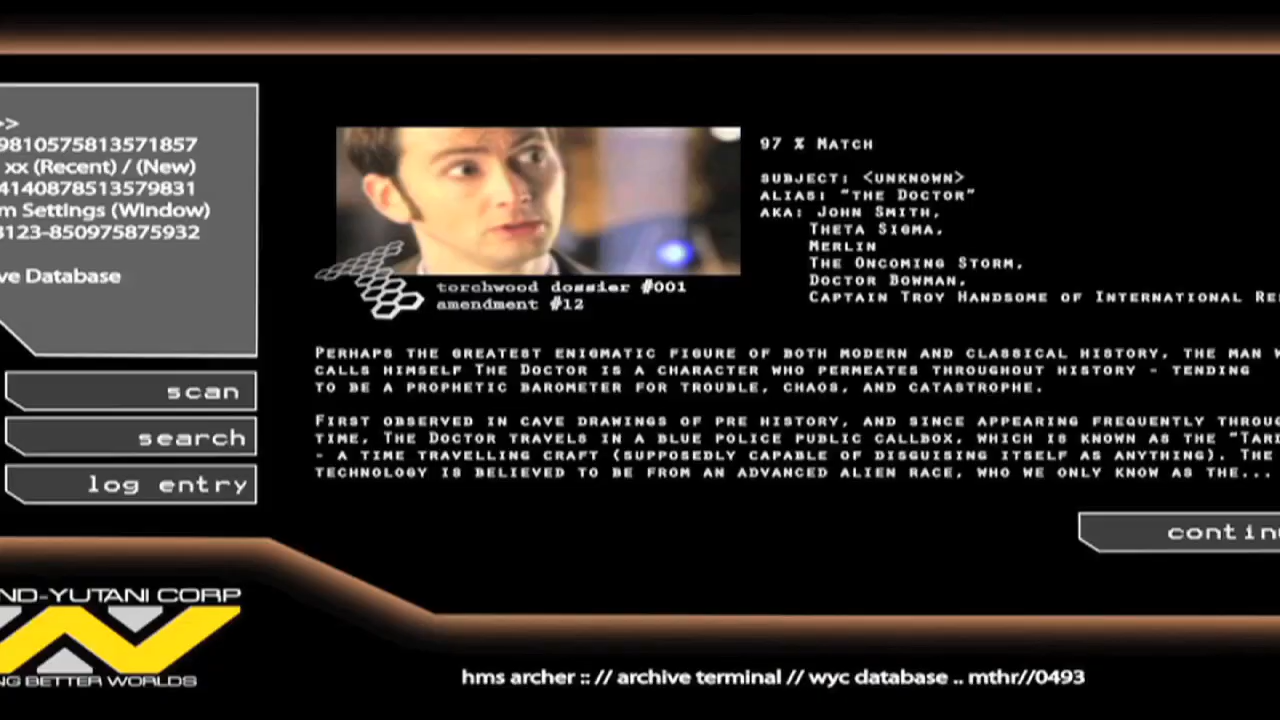 >>
9810575813571857
xx (Recent) / (New)
41408785 13579831
m Settings (Window)
8123-850975875932
ve Database
scan
search
log entry
ND-YUTANI CORP
NG BETTER WORLDS
torchwood dossier #001
amendment #12
97 % Match
subject: <unknown>
alias: "the Doctor"
aka: John Smith,
Theta Sigma,
Merlin
The Oncoming Storm,
Doctor Bowman,
Captain Troy Handsome of International Re
Perhaps the greatest enigmatic figure of both modern and classical history, the man w
calls himself The Doctor is a character who permeates throughout history - tending
to be a prophetic barometer for trouble, chaos, and catastrophe.
First observed in cave drawings of pre history, and since appearing frequently throu
time, The Doctor travels in a blue police public callbox, which is known as the "Tard
- a time travelling craft (supposedly capable of disguising itself as anything). The
technology is believed to be from an advanced alien race, who we only know as the...
contin
hms archer :: // archive terminal // wyc database .. mthr//0493